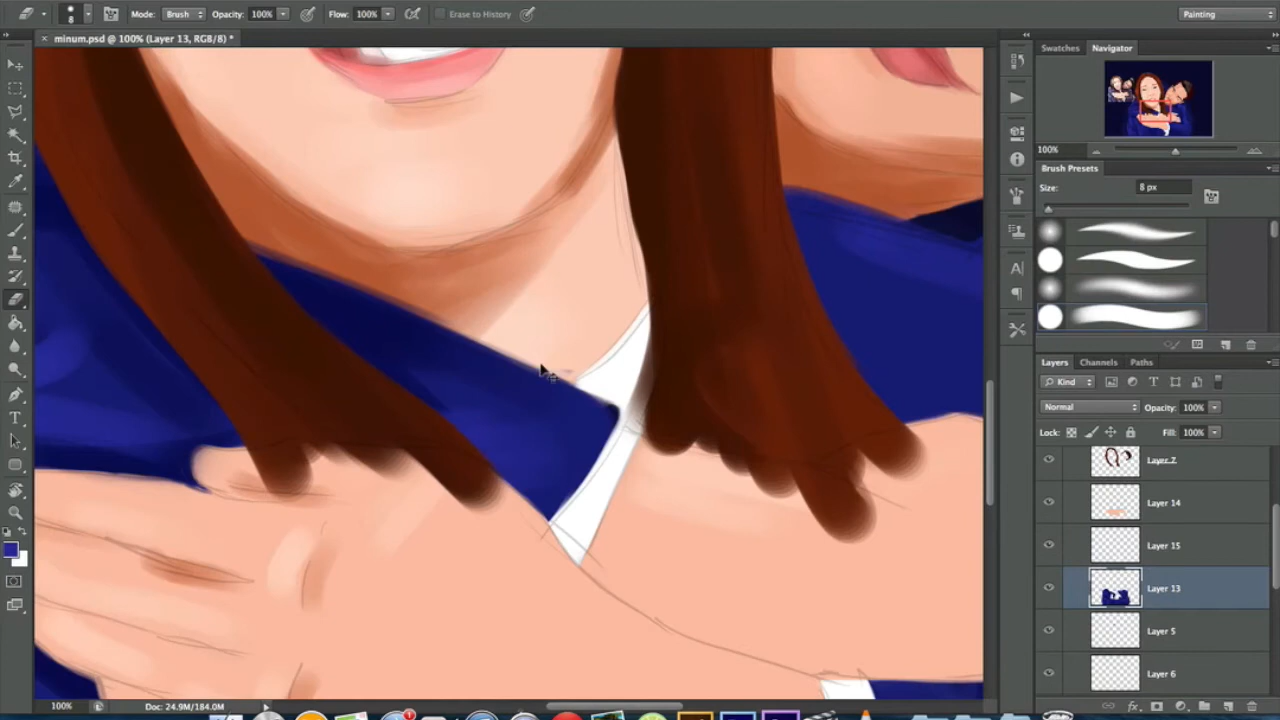 8
Mode: Brush Opacity: 100% Flow: 100% Erase to History Painting
minum.psd @ 100% (Layer 13, RGB/8) *
Swatches Navigator
100%
Brush Presets
Size: 8 px
Layers Channels Paths
Kind
Normal Opacity: 100%
Lock: Fill: 100%
Layer 7
Layer 14
Layer 15
Layer 13
Layer 5
Layer 6
100% Doc: 24.9M/184.0M